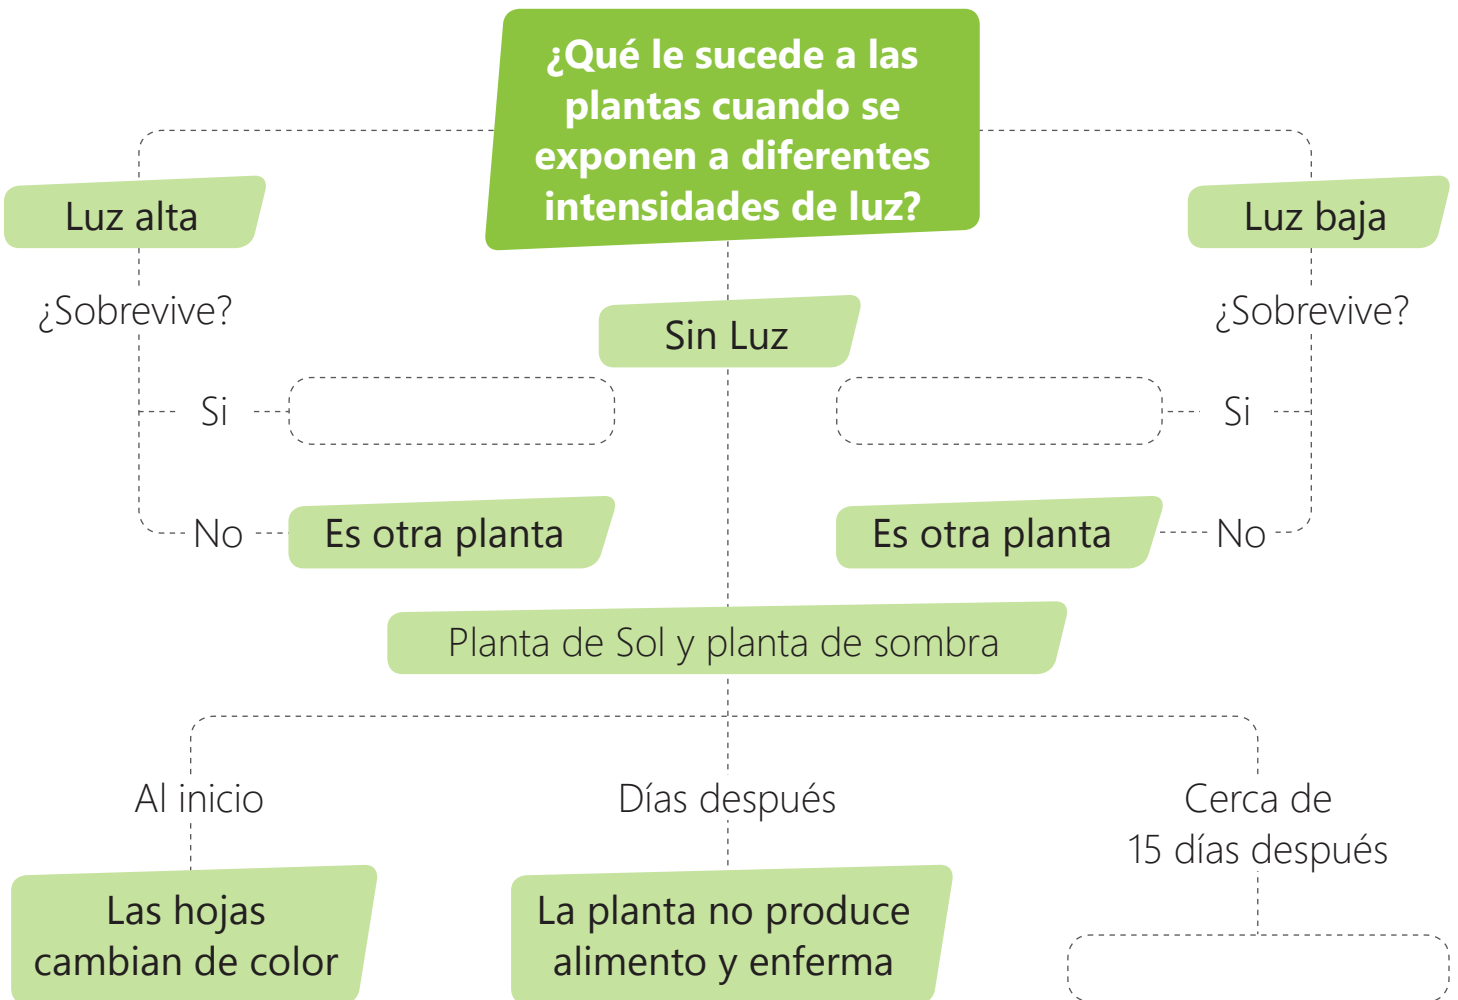 ¿Qué le sucede a las
plantas cuando se
exponen a diferentes
intensidades de luz?
Luz alta
Luz baja
¿Sobrevive?
¿Sobrevive?
Sin Luz
Si
Si
No
Es otra planta
Es otra planta
No
Planta de Sol y planta de sombra
Al inicio
Días después
Cerca de
15 días después
Las hojas
cambian de color
La planta no produce
alimento y enferma